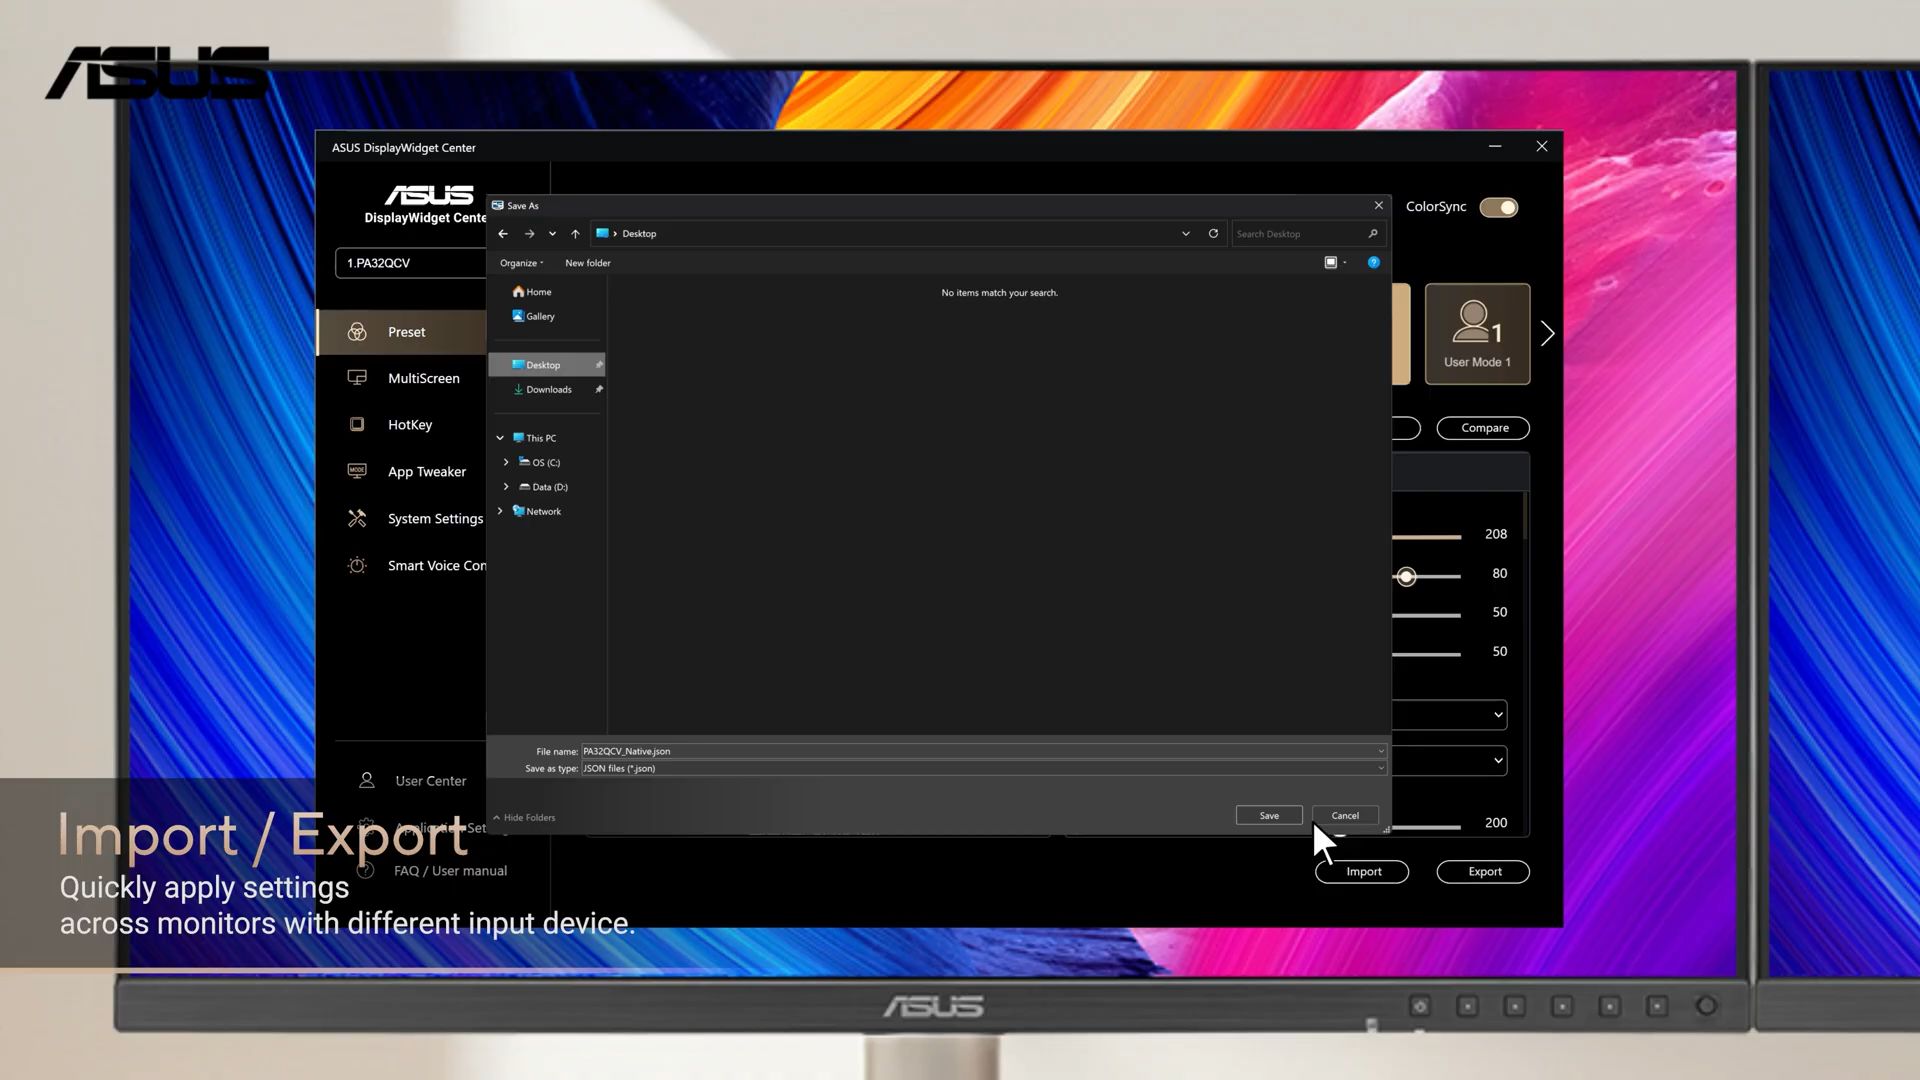 ASUS
ASUS DisplayWidget Center
ASUS
DisplayWidget Cente
1.PA32QCV
Preset
MultiScreen
HotKey
MODE
App Tweaker
System Settings
Smart Voice Con
User Center
Application Set
FAQ / User manual
Save As
Desktop
Search Desktop
Organize
New folder
?
Home
Gallery
Desktop
Downloads
This PC
OS (C:)
Data (D:)
Network
No items match your search.
File name: PA32QCV_Native.json
Save as type: JSON files (*.json)
Hide Folders
Save
Cancel
ColorSync
1
User Mode 1
Compare
208
80
50
50
200
Import
Export
Import / Export
Quickly apply settings
across monitors with different input device.
ASUS